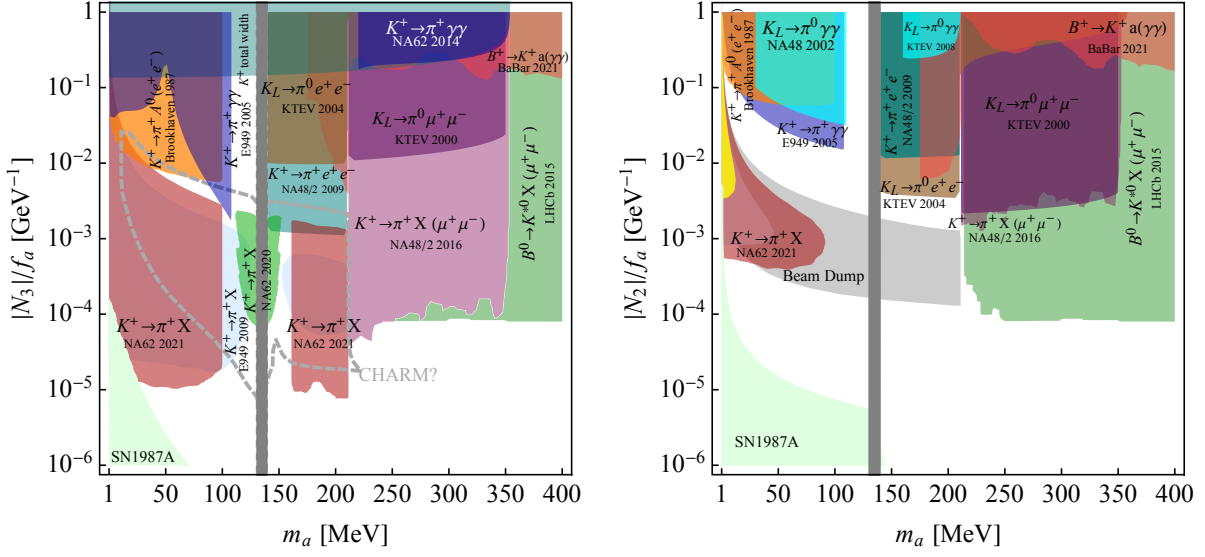 |N₃|/fₐ [GeV⁻¹]
10⁻¹
10⁻²
10⁻³
10⁻⁴
10⁻⁵
10⁻⁶
K⁺→π⁺A⁰(e⁺e⁻)
Brookhaven 1987
K⁺→π⁺γγ
E949 2005
K⁺ total width
K⁺→π⁺γγ
NA62 2014
B⁺→K⁺a(γγ)
BaBar 2021
K_L→π⁰e⁺e⁻
KTEV 2004
K_L→π⁰μ⁺μ⁻
KTEV 2000
K⁺→π⁺e⁺e⁻
NA48/2 2009
K⁺→π⁺X(μ⁺μ⁻)
NA48/2 2016
B⁰→K*⁰X(μ⁺μ⁻)
LHCb 2015
K⁺→π⁺X
NA62 2021
K⁺→π⁺X
E949 2009
K⁺→π⁺X
NA62 2020
K⁺→π⁺X
NA62 2021
CHARM?
SN1987A
1 50 100 150 200 250 300 350 400
mₐ [MeV]
|N₂|/fₐ [GeV⁻¹]
10⁻¹
10⁻²
10⁻³
10⁻⁴
10⁻⁵
10⁻⁶
K⁺→π⁺A⁰(e⁺e⁻)
Brookhaven 1987
K_L→π⁰γγ
NA48 2002
K⁺→π⁺γγ
E949 2005
K⁺→π⁺e⁺e⁻
NA48/2 2009
K_L→π⁰γγ
KTEV 2008
B⁺→K⁺a(γγ)
BaBar 2021
K_L→π⁰μ⁺μ⁻
KTEV 2000
K_L→π⁰e⁺e⁻
KTEV 2004
K⁺→π⁺X(μ⁺μ⁻)
NA48/2 2016
B⁰→K*⁰X(μ⁺μ⁻)
LHCb 2015
K⁺→π⁺X
NA62 2021
Beam Dump
SN1987A
1 50 100 150 200 250 300 350 400
mₐ [MeV]